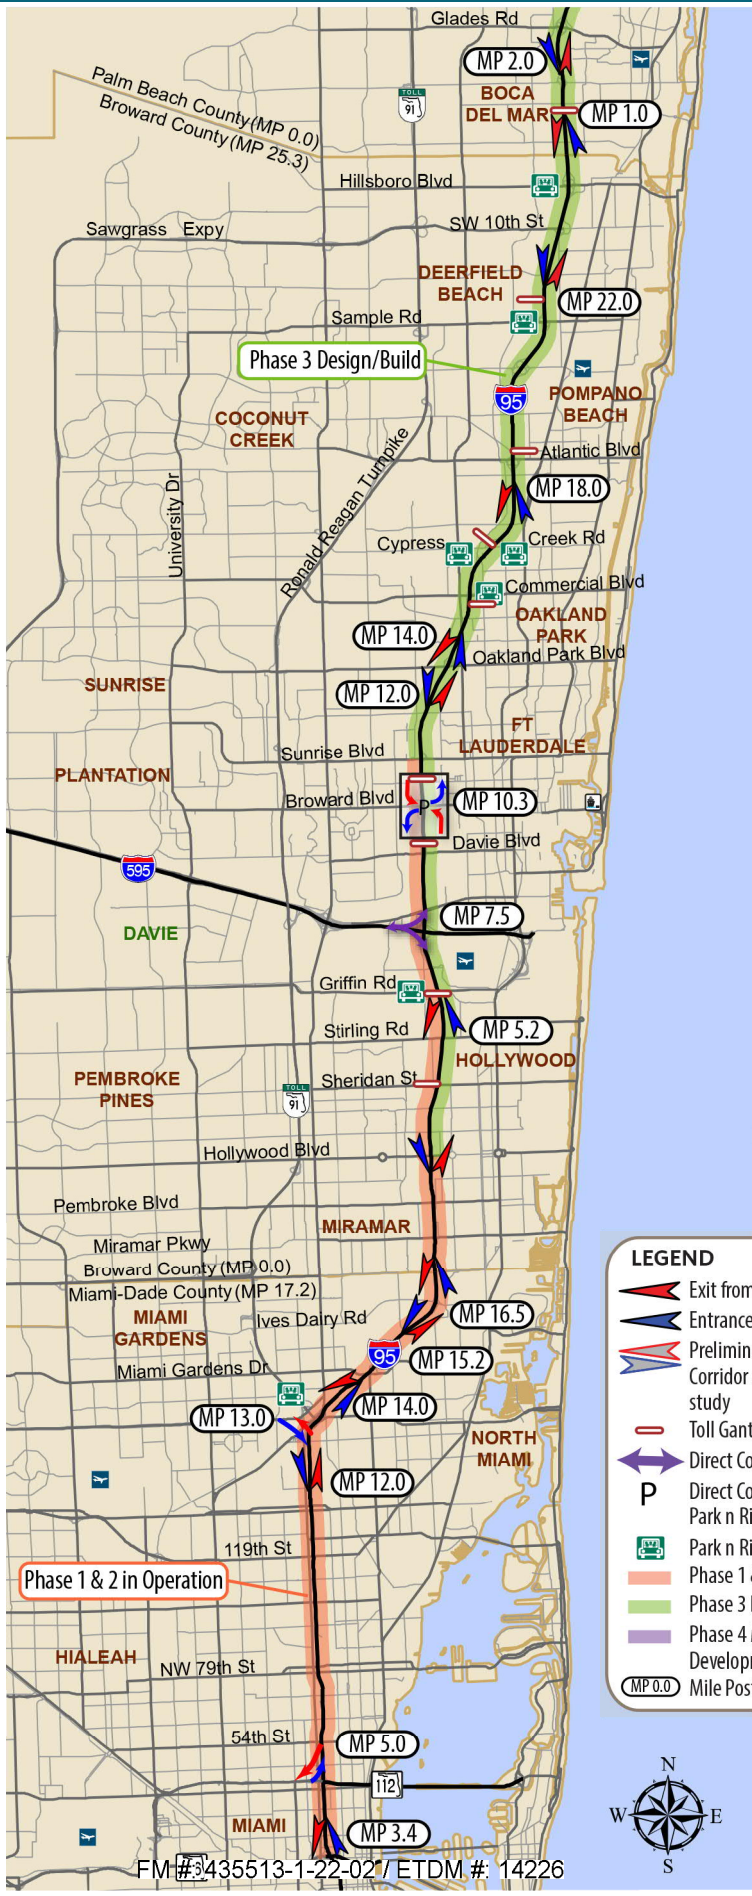 Glades Rd
MP 2.0
BOCA
DEL MAR
MP 1.0
TOLL
91
Palm Beach County (MP 0.0)
Broward County (MP 25.3)
Hillsboro Blvd
SW 10th St
Sawgrass Expy
DEERFIELD
BEACH
MP 22.0
Sample Rd
Phase 3 Design/Build
95
POMPANO
BEACH
COCONUT
CREEK
Atlantic Blvd
Ronald Reagan Turnpike
University Dr
MP 18.0
Cypress
Creek Rd
Commercial Blvd
OAKLAND
PARK
MP 14.0
Oakland Park Blvd
SUNRISE
MP 12.0
FT
LAUDERDALE
Sunrise Blvd
PLANTATION
Broward Blvd
P
MP 10.3
Davie Blvd
595
MP 7.5
DAVIE
Griffin Rd
Stirling Rd
MP 5.2
HOLLYWOOD
PEMBROKE
PINES
Sheridan St
TOLL
91
Hollywood Blvd
Pembroke Blvd
MIRAMAR
Miramar Pkwy
Broward County (MP 0.0)
Miami-Dade County (MP 17.2)
MIAMI
GARDENS
Ives Dairy Rd
MP 16.5
95
MP 15.2
Miami Gardens Dr
MP 14.0
MP 13.0
NORTH
MIAMI
MP 12.0
119th St
Phase 1 & 2 in Operation
HIALEAH
NW 79th St
54th St
MP 5.0
112
MIAMI
MP 3.4
FM #: 435513-1-22-02 / ETDM #: 14226
LEGEND
Exit from
Entrance
Prelimin
Corridor
study
Toll Gant
Direct Co
P
Direct Co
Park n Ri
Park n Ri
Phase 1
Phase 3
Phase 4
Develop
MP 0.0
Mile Pos
N
W
E
S